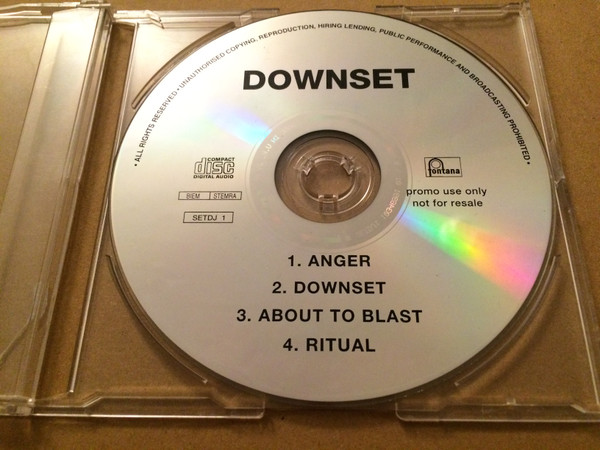 • ALL RIGHTS RESERVED • UNAUTHORISED COPYING, REPRODUCTION, HIRING LENDING, PUBLIC PERFORMANCE AND BROADCASTING PROHIBITED •
DOWNSET
COMPACT
disc
DIGITAL AUDIO
fontana
BIEM STEMRA
promo use only
not for resale
SETDJ 1
1. ANGER
2. DOWNSET
3. ABOUT TO BLAST
4. RITUAL